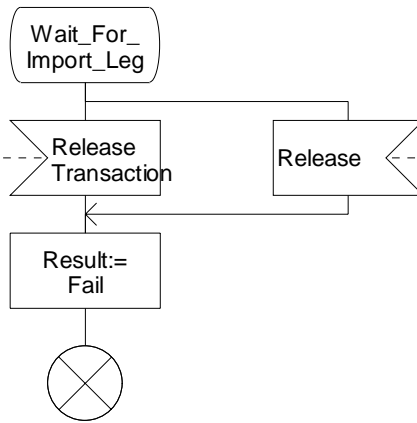 Wait_For_
Import_Leg
Release
Transaction
Release
Result:=
Fail